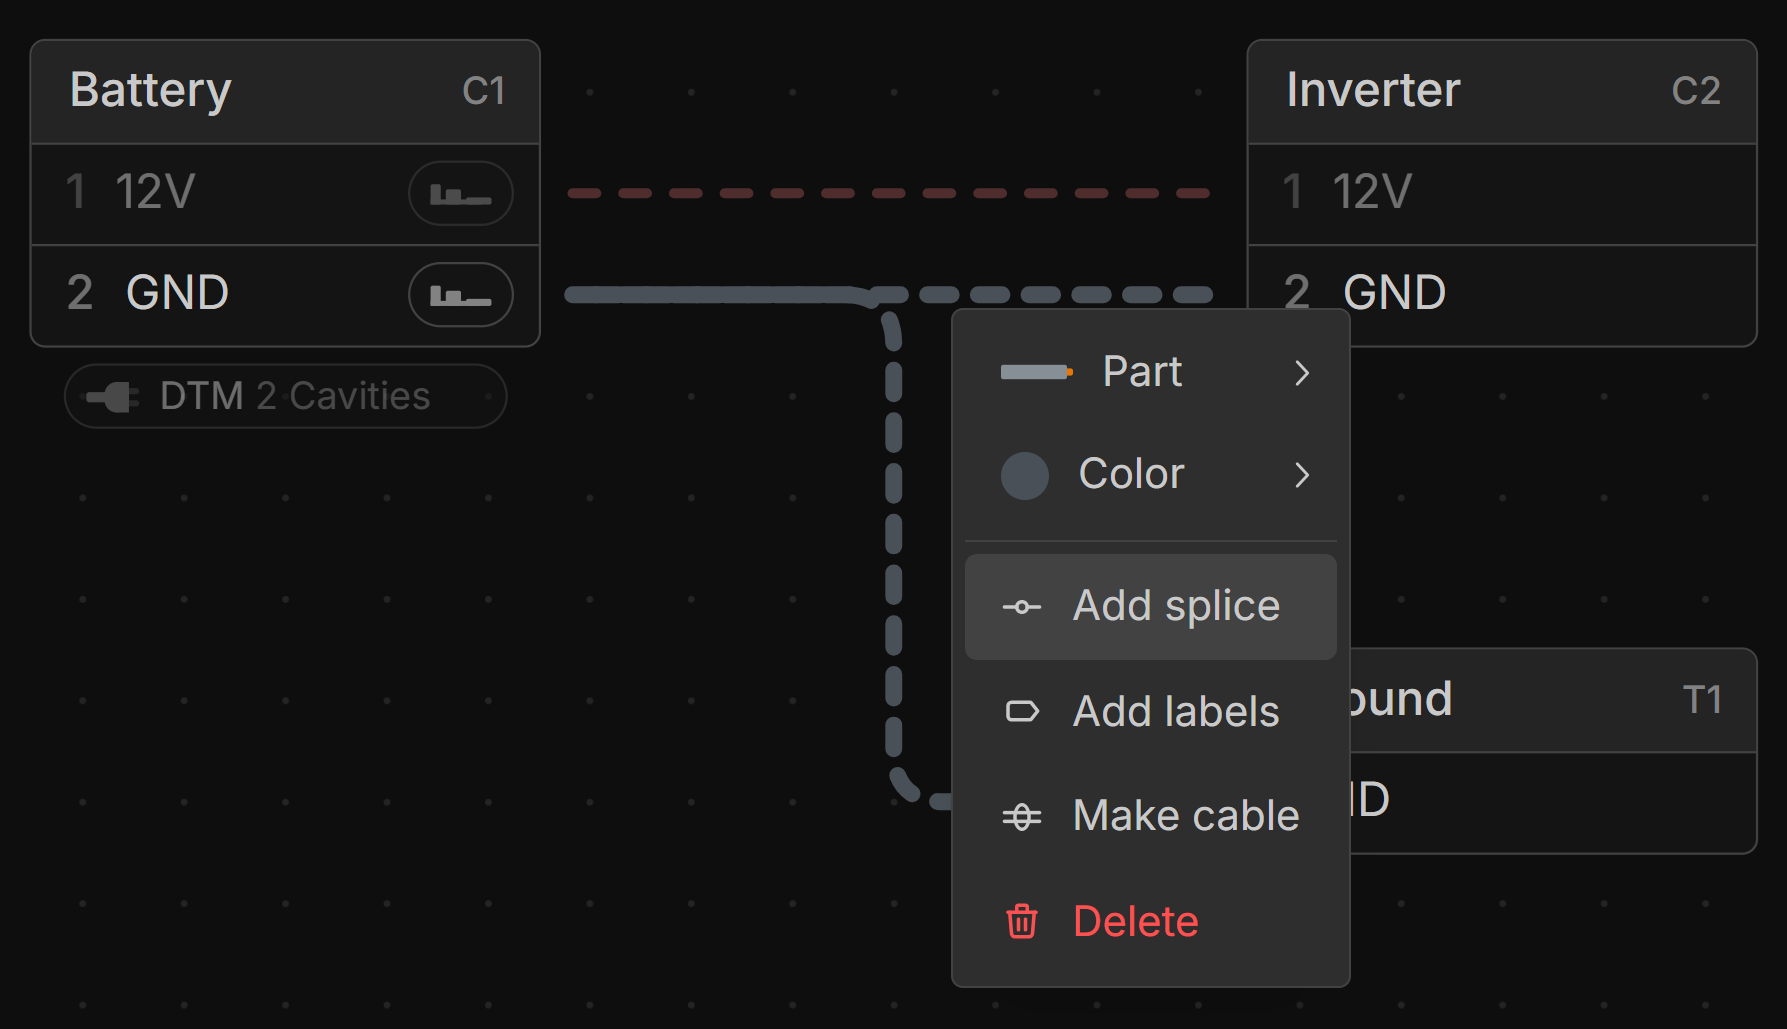 Battery C1
1 12V
2 GND
DTM 2 Cavities
Inverter C2
1 12V
2 GND
Part
Color
Add splice
Add labels
Make cable
Delete
ound T1
ID